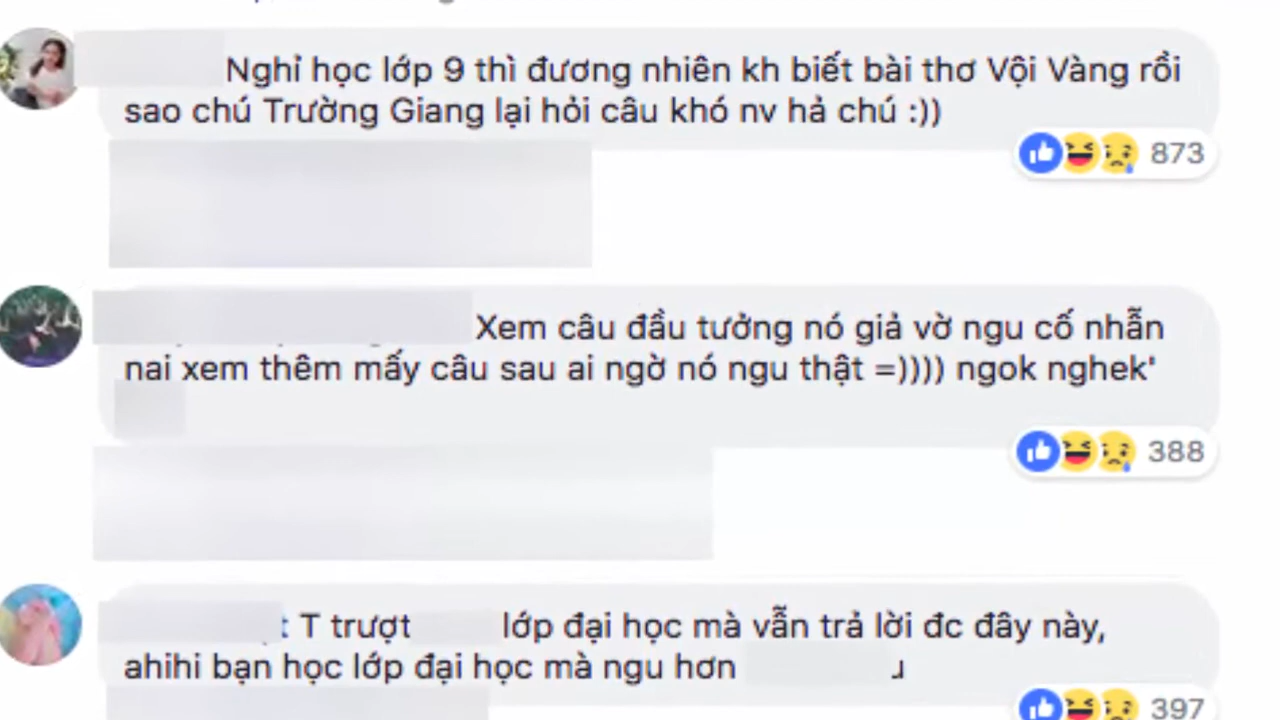 Nghỉ học lớp 9 thì đương nhiên kh biết bài thơ Vội Vàng rồi
sao chú Trường Giang lại hỏi câu khó nv hả chú :))
873
Xem câu đầu tưởng nó giả vờ ngu cố nhẫn
nai xem thêm mấy câu sau ai ngờ nó ngu thật =)))) ngok nghek'
388
T trượt lớp đại học mà vẫn trả lời đc đây này,
ahihi bạn học lớp đại học mà ngu hơn
397